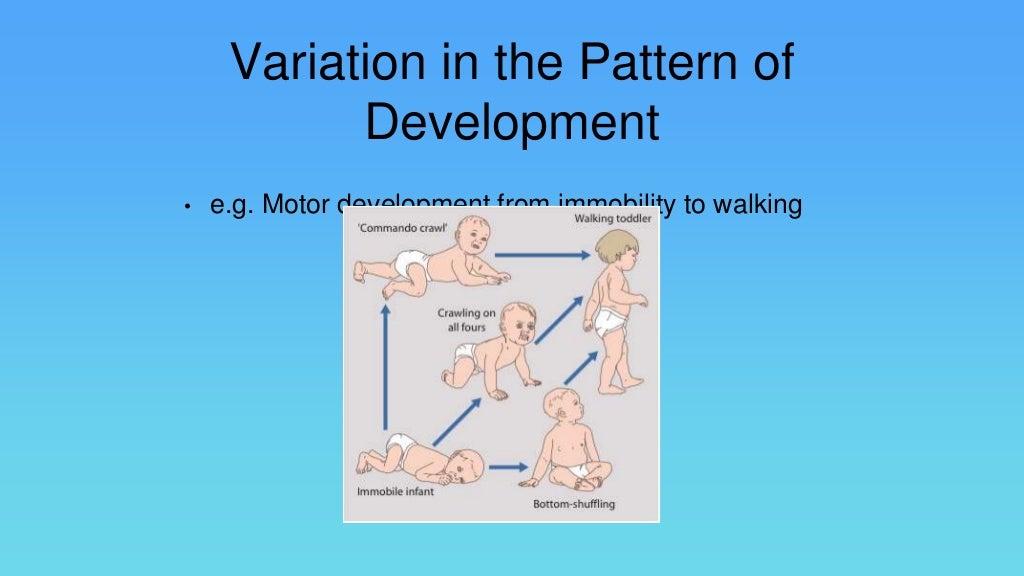 Variation in the Pattern of
Development
• e.g. Motor development from immobility to walking
'Commando crawl'
Walking toddler
Crawling on
all fours
Immobile infant
Bottom-shuffling